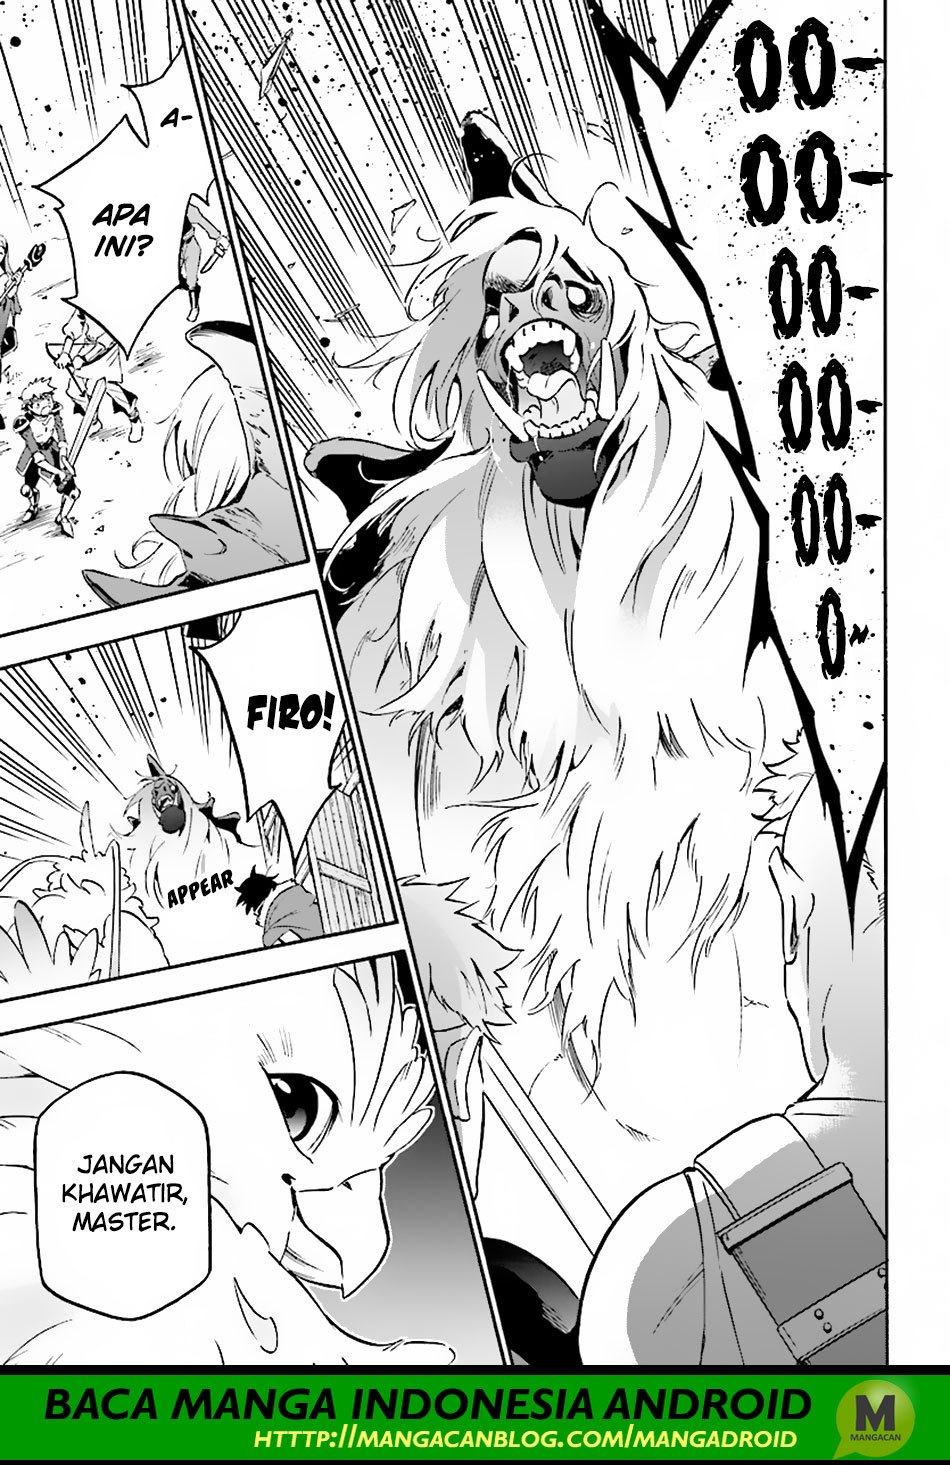 OO-
OO-
OO-
OO-
OO-
O~
A-
APA
INI?
FIRO!
APPEAR
JANGAN
KHAWATIR,
MASTER.
BACA MANGA INDONESIA ANDROID
HTTTP://MANGACANBLOG.COM/MANGADROID
M
MANGACAN